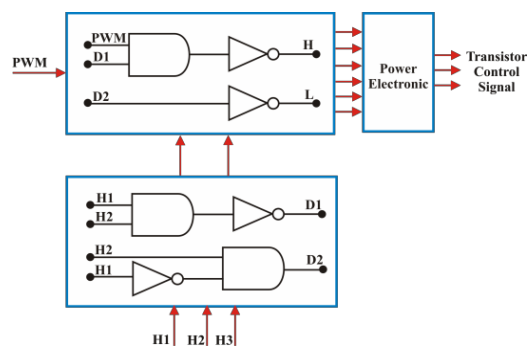 PWM
PWM
D1
H
D2
L
Power
Electronic
Transistor
Control
Signal
H1
H2
D1
H2
H1
D2
H1 H2 H3